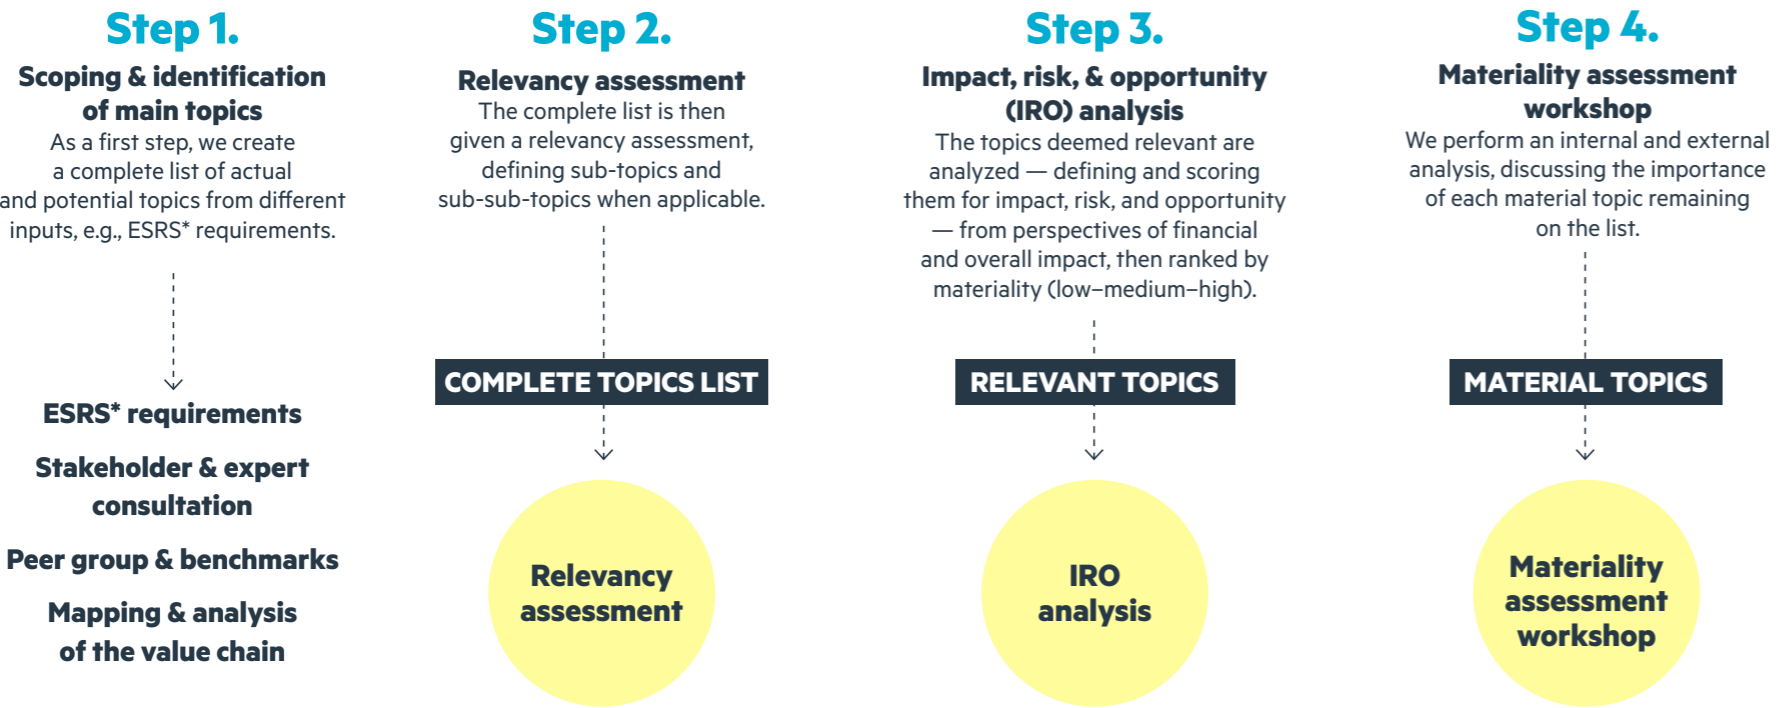 Step 1.
Scoping & identification
of main topics
As a first step, we create
a complete list of actual
and potential topics from different
inputs, e.g., ESRS* requirements.
ESRS* requirements
Stakeholder & expert
consultation
Peer group & benchmarks
Mapping & analysis
of the value chain
Step 2.
Relevancy assessment
The complete list is then
given a relevancy assessment,
defining sub-topics and
sub-sub-topics when applicable.
COMPLETE TOPICS LIST
Relevancy
assessment
Step 3.
Impact, risk, & opportunity
(IRO) analysis
The topics deemed relevant are
analyzed — defining and scoring
them for impact, risk, and opportunity
— from perspectives of financial
and overall impact, then ranked by
materiality (low–medium–high).
RELEVANT TOPICS
IRO
analysis
Step 4.
Materiality assessment
workshop
We perform an internal and external
analysis, discussing the importance
of each material topic remaining
on the list.
MATERIAL TOPICS
Materiality
assessment
workshop